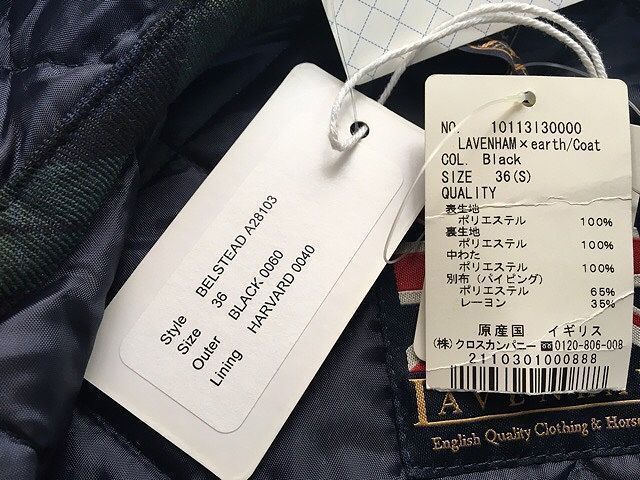 Style BELSTEAD A28103
Size 36
Outer BLACK 0060
Lining HARVARD 0040
NO. 10113I30000
LAVENHAM×earth/Coat
COL. Black
SIZE 36(S)
QUALITY
表生地
ポリエステル 100%
裏生地
ポリエステル 100%
中わた
ポリエステル 100%
別布(パイピング)
ポリエステル 65%
レーヨン 35%
原産国 イギリス
(株)クロスカンパニー☎0120-806-008
2110301000888
LAVENHA
English Quality Clothing & Horse